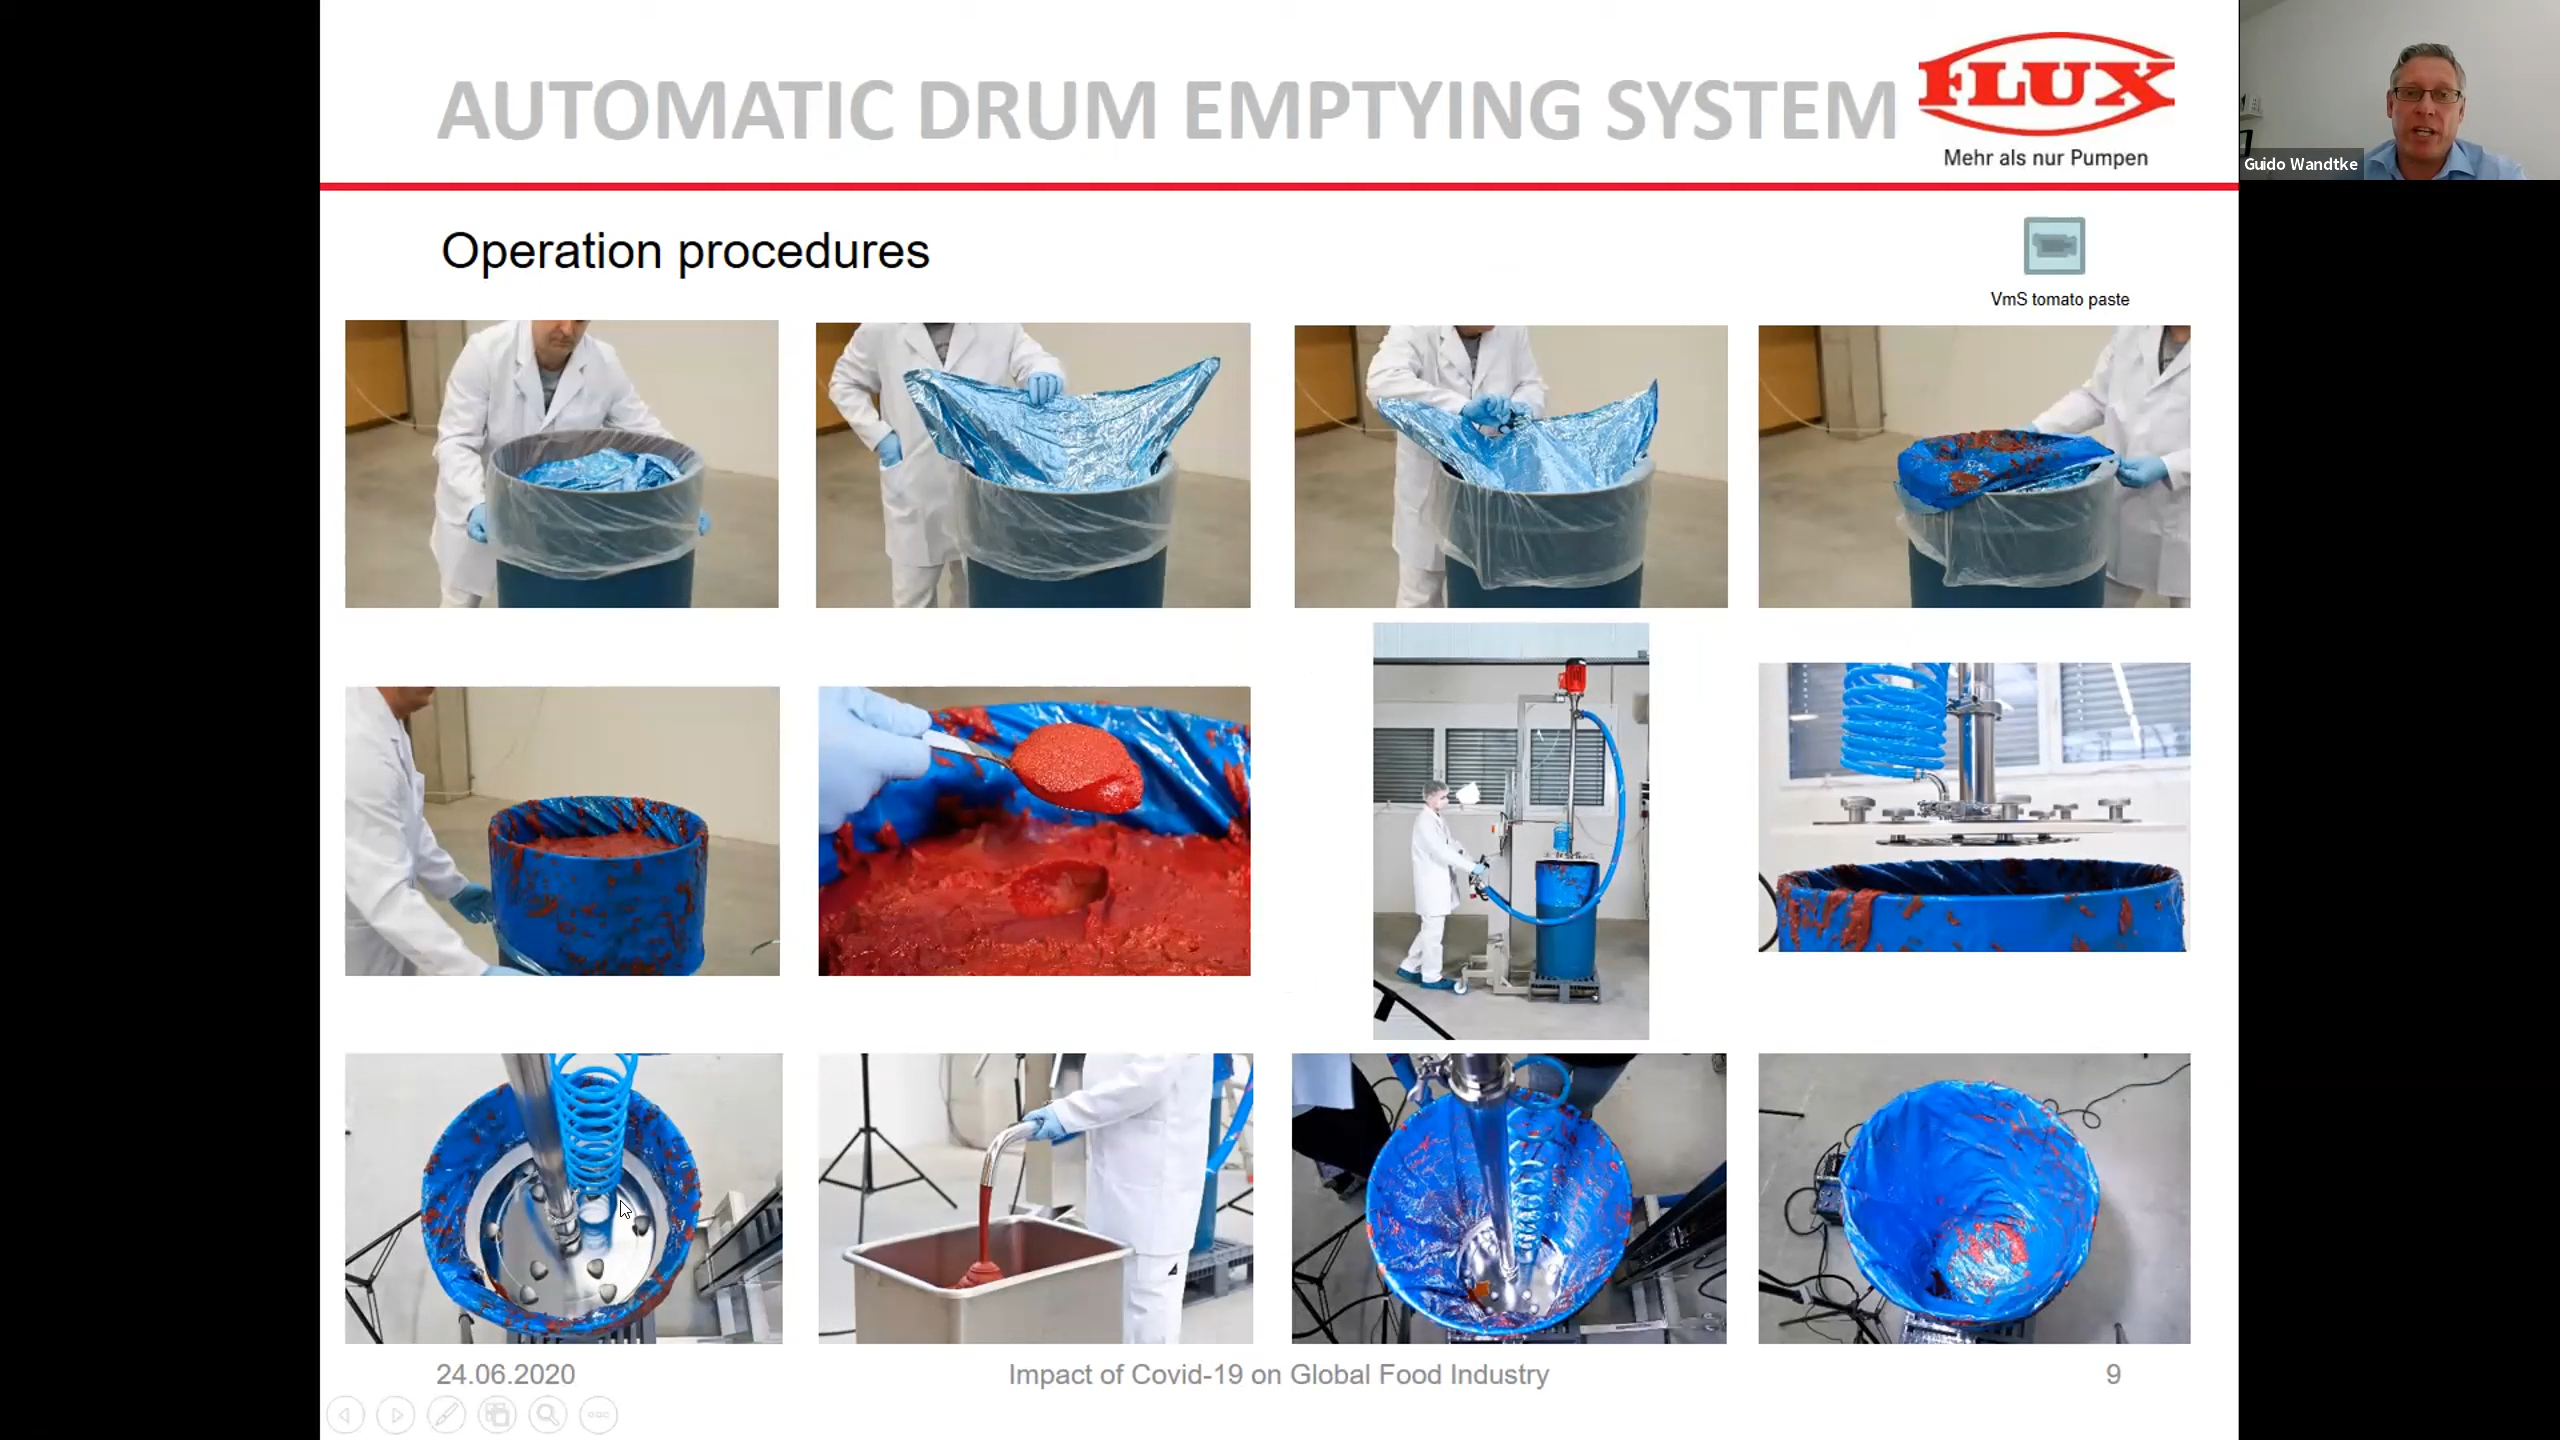 AUTOMATIC DRUM EMPTYING SYSTEM
FLUX
Mehr als nur Pumpen
Guido Wandtke
Operation procedures
VmS tomato paste
24.06.2020
Impact of Covid-19 on Global Food Industry
9